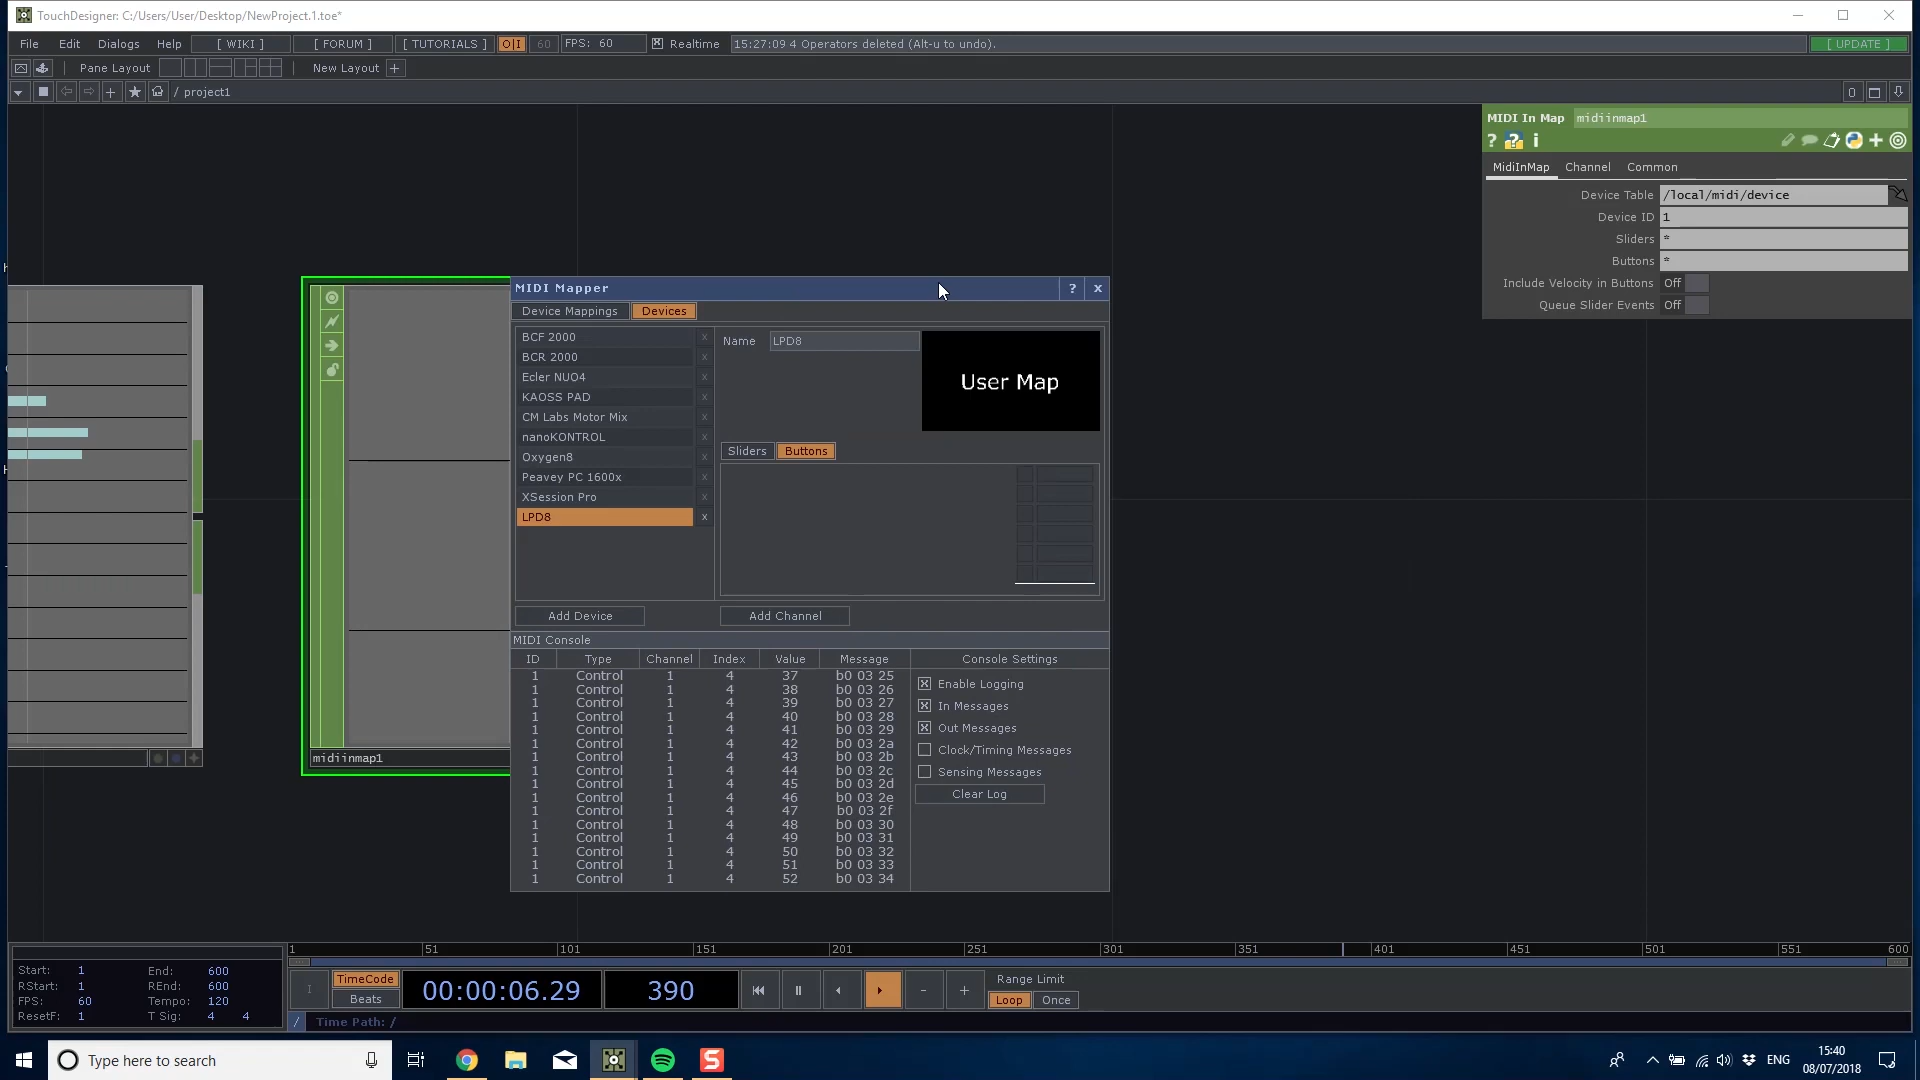 TouchDesigner: C:/Users/User/Desktop/NewProject.1.toe*
File Edit Dialogs Help [ WIKI ] [ FORUM ] [ TUTORIALS ] O|I 60 FPS: 60 Realtime 15:27:09 4 Operators deleted (Alt-u to undo). [ UPDATE ]
Pane Layout New Layout +
/ project1 0
MIDI In Map midiinmap1
? ? i
MidiInMap Channel Common
Device Table /local/midi/device
Device ID 1
Sliders *
Buttons *
Include Velocity in Buttons Off
Queue Slider Events Off
MIDI Mapper ? x
Device Mappings Devices
BCF 2000 x
BCR 2000 x
Ecler NUO4 x
KAOSS PAD x
CM Labs Motor Mix x
nanoKONTROL x
Oxygen8 x
Peavey PC 1600x x
XSession Pro x
LPD8 x
Name LPD8
User Map
Sliders Buttons
Add Device Add Channel
MIDI Console
ID Type Channel Index Value Message Console Settings
1 Control 1 4 37 b0 03 25
1 Control 1 4 38 b0 03 26
1 Control 1 4 39 b0 03 27
1 Control 1 4 40 b0 03 28
1 Control 1 4 41 b0 03 29
1 Control 1 4 42 b0 03 2a
1 Control 1 4 43 b0 03 2b
1 Control 1 4 44 b0 03 2c
1 Control 1 4 45 b0 03 2d
1 Control 1 4 46 b0 03 2e
1 Control 1 4 47 b0 03 2f
1 Control 1 4 48 b0 03 30
1 Control 1 4 49 b0 03 31
1 Control 1 4 50 b0 03 32
1 Control 1 4 51 b0 03 33
1 Control 1 4 52 b0 03 34
Enable Logging
In Messages
Out Messages
Clock/Timing Messages
Sensing Messages
Clear Log
midiinmap1
1 51 101 151 201 251 301 351 401 451 501 551 600
Start: 1 End: 600
RStart: 1 REnd: 600
FPS: 60 Tempo: 120
ResetF: 1 T Sig: 4 4
TimeCode
Beats
00:00:06.29 390
- +
Range Limit
Loop Once
/ Time Path: /
Type here to search
S
ENG
15:40
08/07/2018